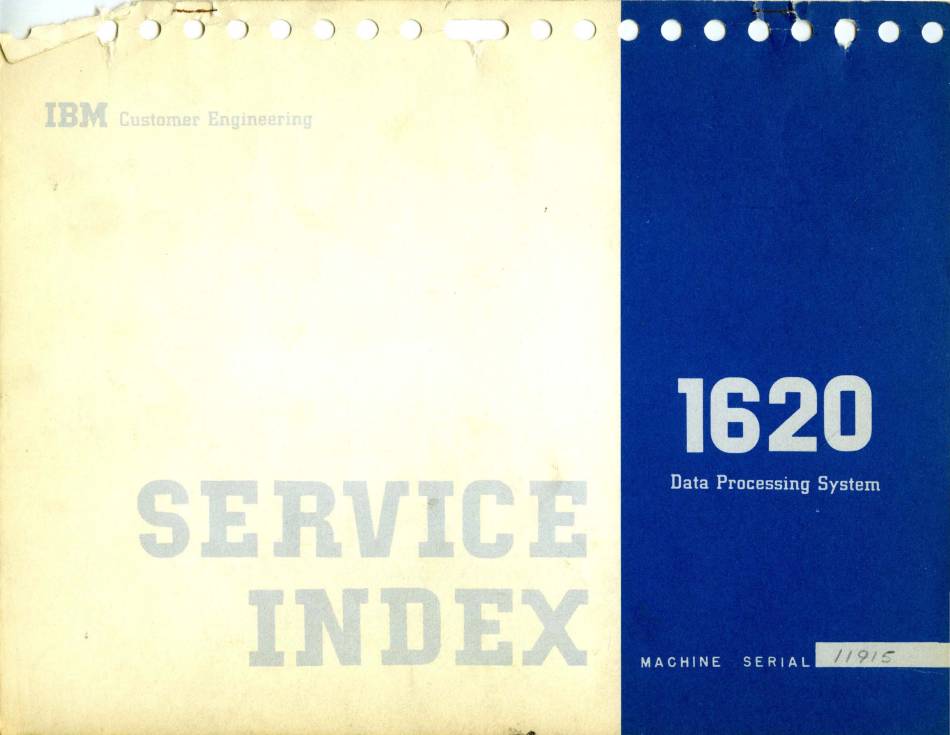 IBM Customer Engineering
SERVICE
INDEX
1620
Data Processing System
MACHINE SERIAL 11915